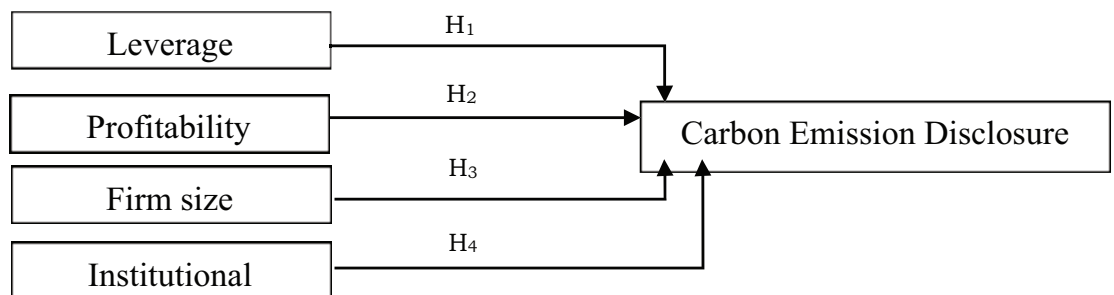 Leverage
H₁
Profitability
H₂
Carbon Emission Disclosure
Firm size
H₃
Institutional
H₄